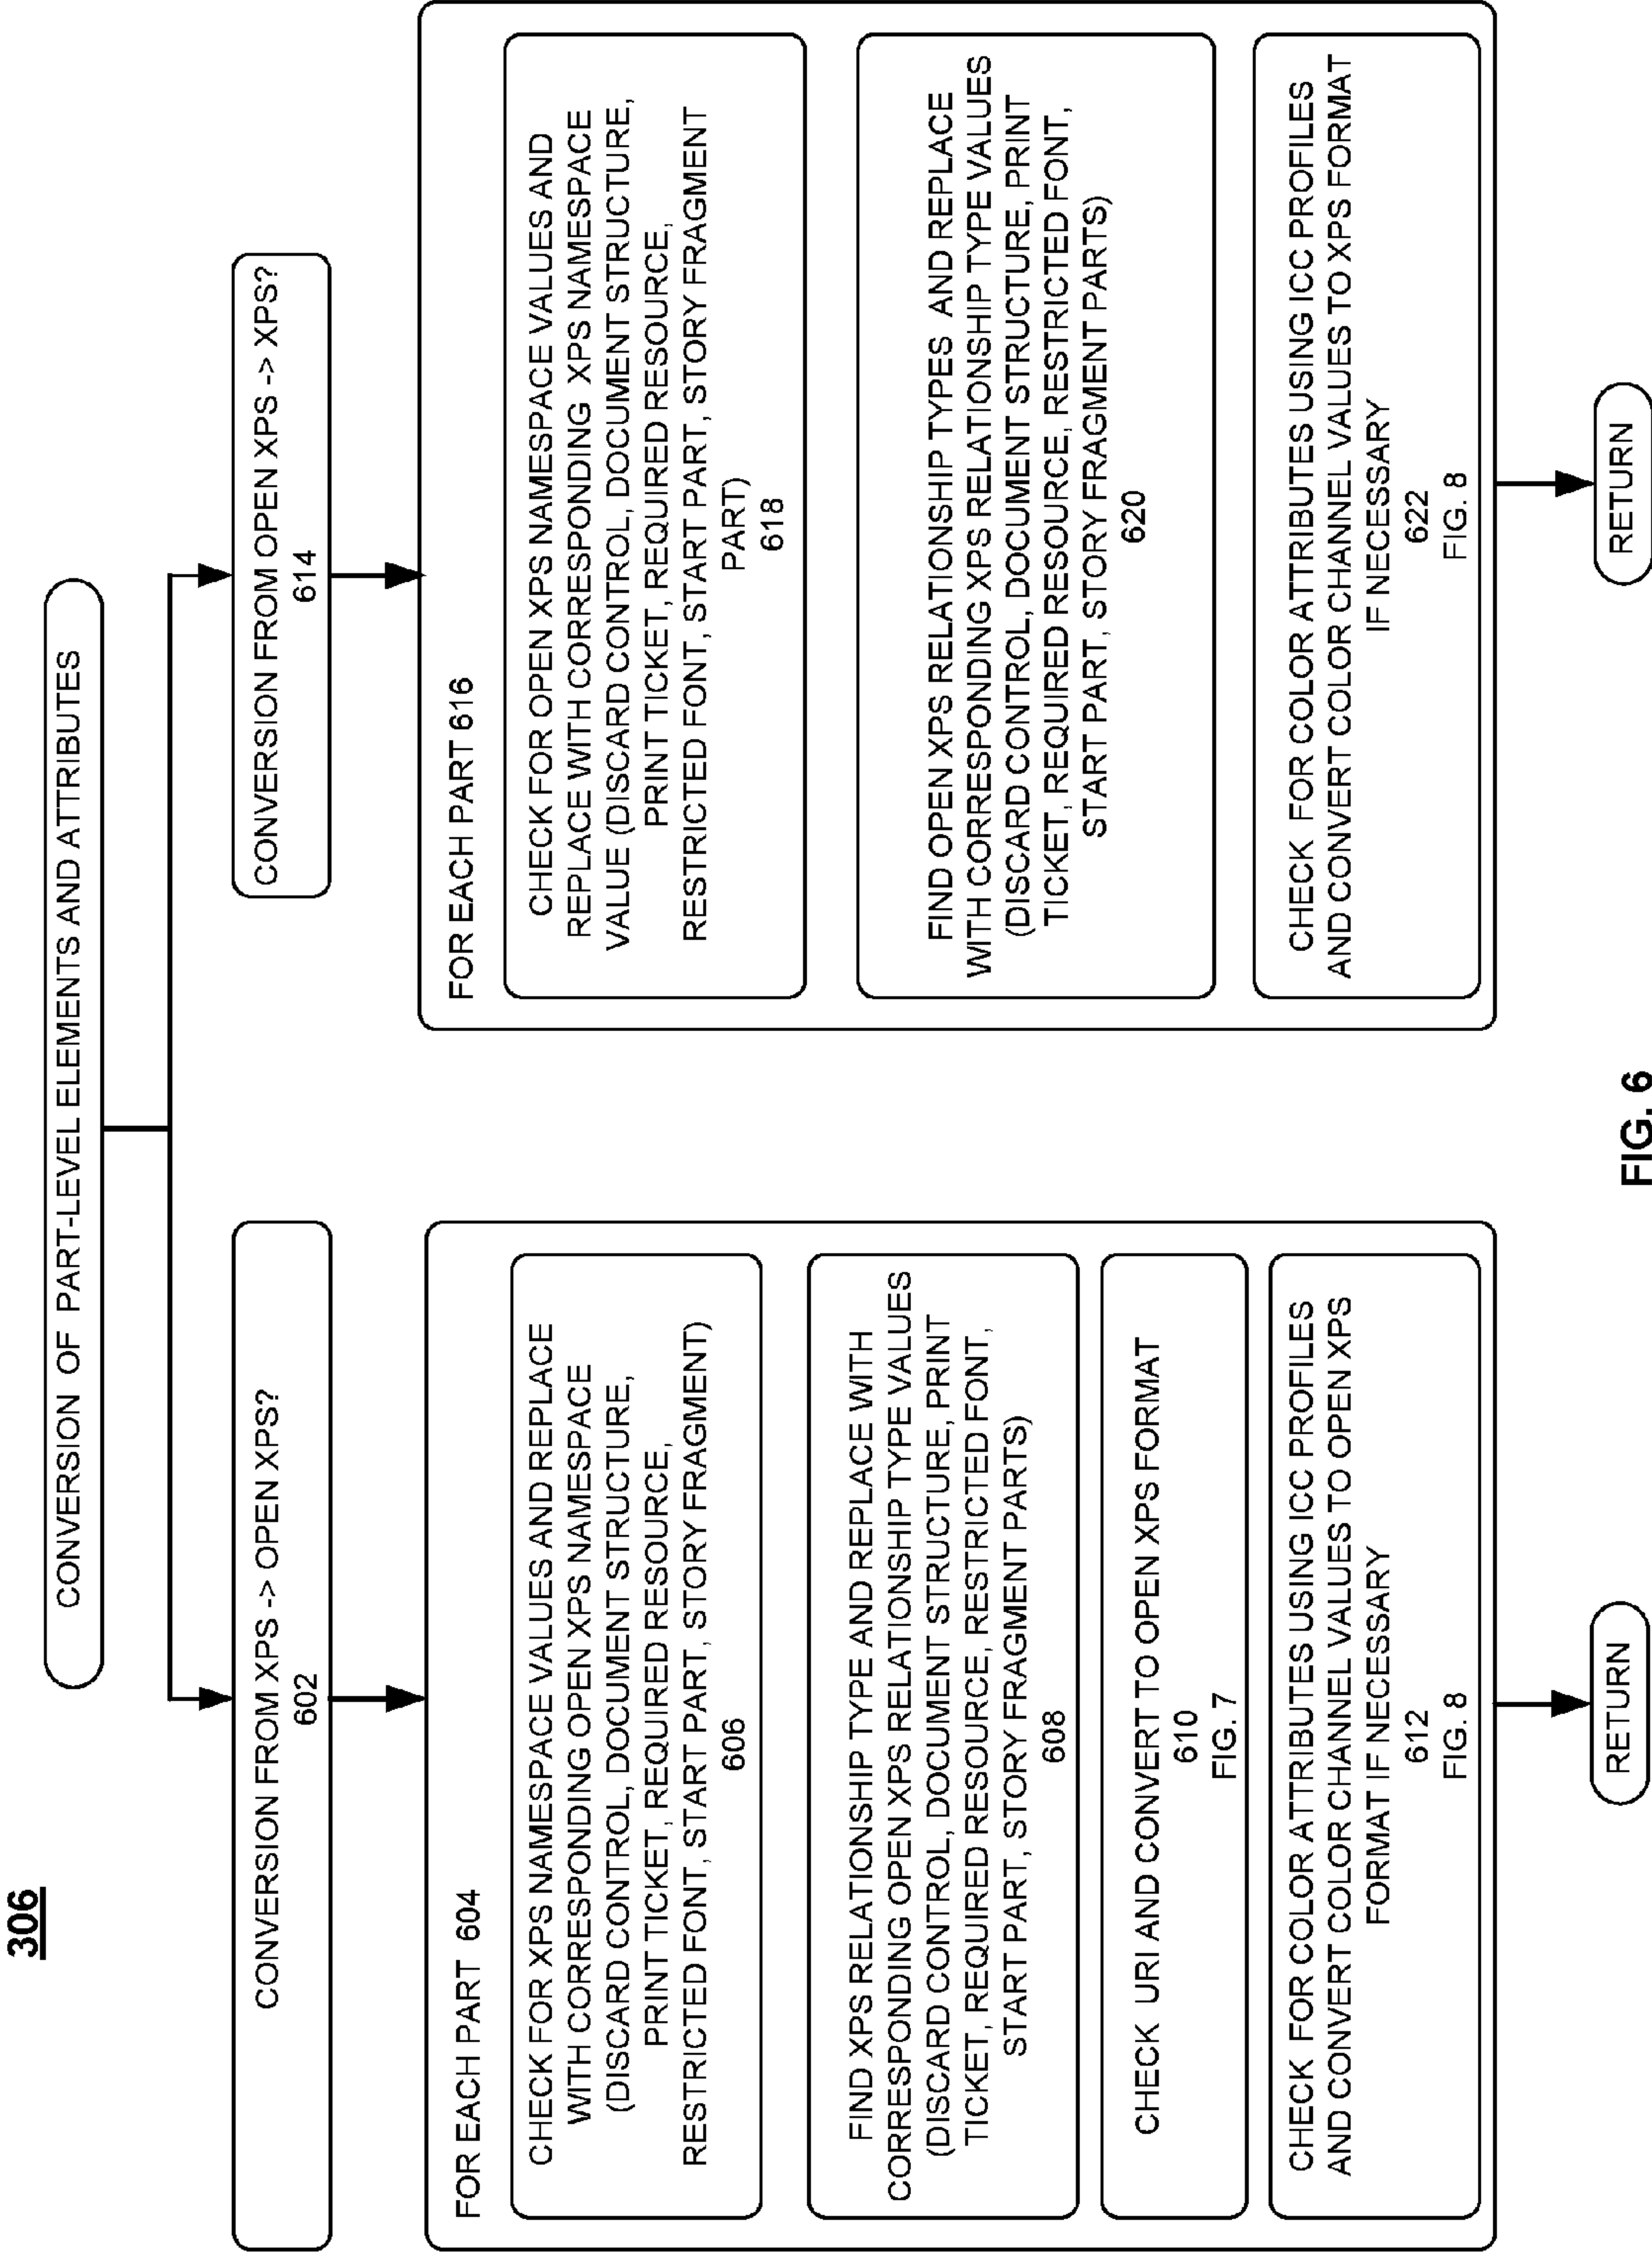 306
CONVERSION OF PART-LEVEL ELEMENTS AND ATTRIBUTES
CONVERSION FROM XPS -> OPEN XPS?
602
FOR EACH PART 604
CHECK FOR XPS NAMESPACE VALUES AND REPLACE
WITH CORRESPONDING OPEN XPS NAMESPACE
(DISCARD CONTROL, DOCUMENT STRUCTURE,
PRINT TICKET, REQUIRED RESOURCE,
RESTRICTED FONT, START PART, STORY FRAGMENT)
606
FIND XPS RELATIONSHIP TYPE AND REPLACE WITH
CORRESPONDING OPEN XPS RELATIONSHIP TYPE VALUES
(DISCARD CONTROL, DOCUMENT STRUCTURE, PRINT
TICKET, REQUIRED RESOURCE, RESTRICTED FONT,
START PART, STORY FRAGMENT PARTS)
608
CHECK URI AND CONVERT TO OPEN XPS FORMAT
610
FIG. 7
CHECK FOR COLOR ATTRIBUTES USING ICC PROFILES
AND CONVERT COLOR CHANNEL VALUES TO OPEN XPS
FORMAT IF NECESSARY
612
FIG. 8
RETURN
CONVERSION FROM OPEN XPS -> XPS?
614
FOR EACH PART 616
CHECK FOR OPEN XPS NAMESPACE VALUES AND
REPLACE WITH CORRESPONDING XPS NAMESPACE
VALUE (DISCARD CONTROL, DOCUMENT STRUCTURE,
PRINT TICKET, REQUIRED RESOURCE,
RESTRICTED FONT, START PART, STORY FRAGMENT
PART)
618
FIND OPEN XPS RELATIONSHIP TYPES AND REPLACE
WITH CORRESPONDING XPS RELATIONSHIP TYPE VALUES
(DISCARD CONTROL, DOCUMENT STRUCTURE, PRINT
TICKET, REQUIRED RESOURCE, RESTRICTED FONT,
START PART, STORY FRAGMENT PARTS)
620
CHECK FOR COLOR ATTRIBUTES USING ICC PROFILES
AND CONVERT COLOR CHANNEL VALUES TO XPS FORMAT
IF NECESSARY
622
FIG. 8
RETURN
FIG. 6